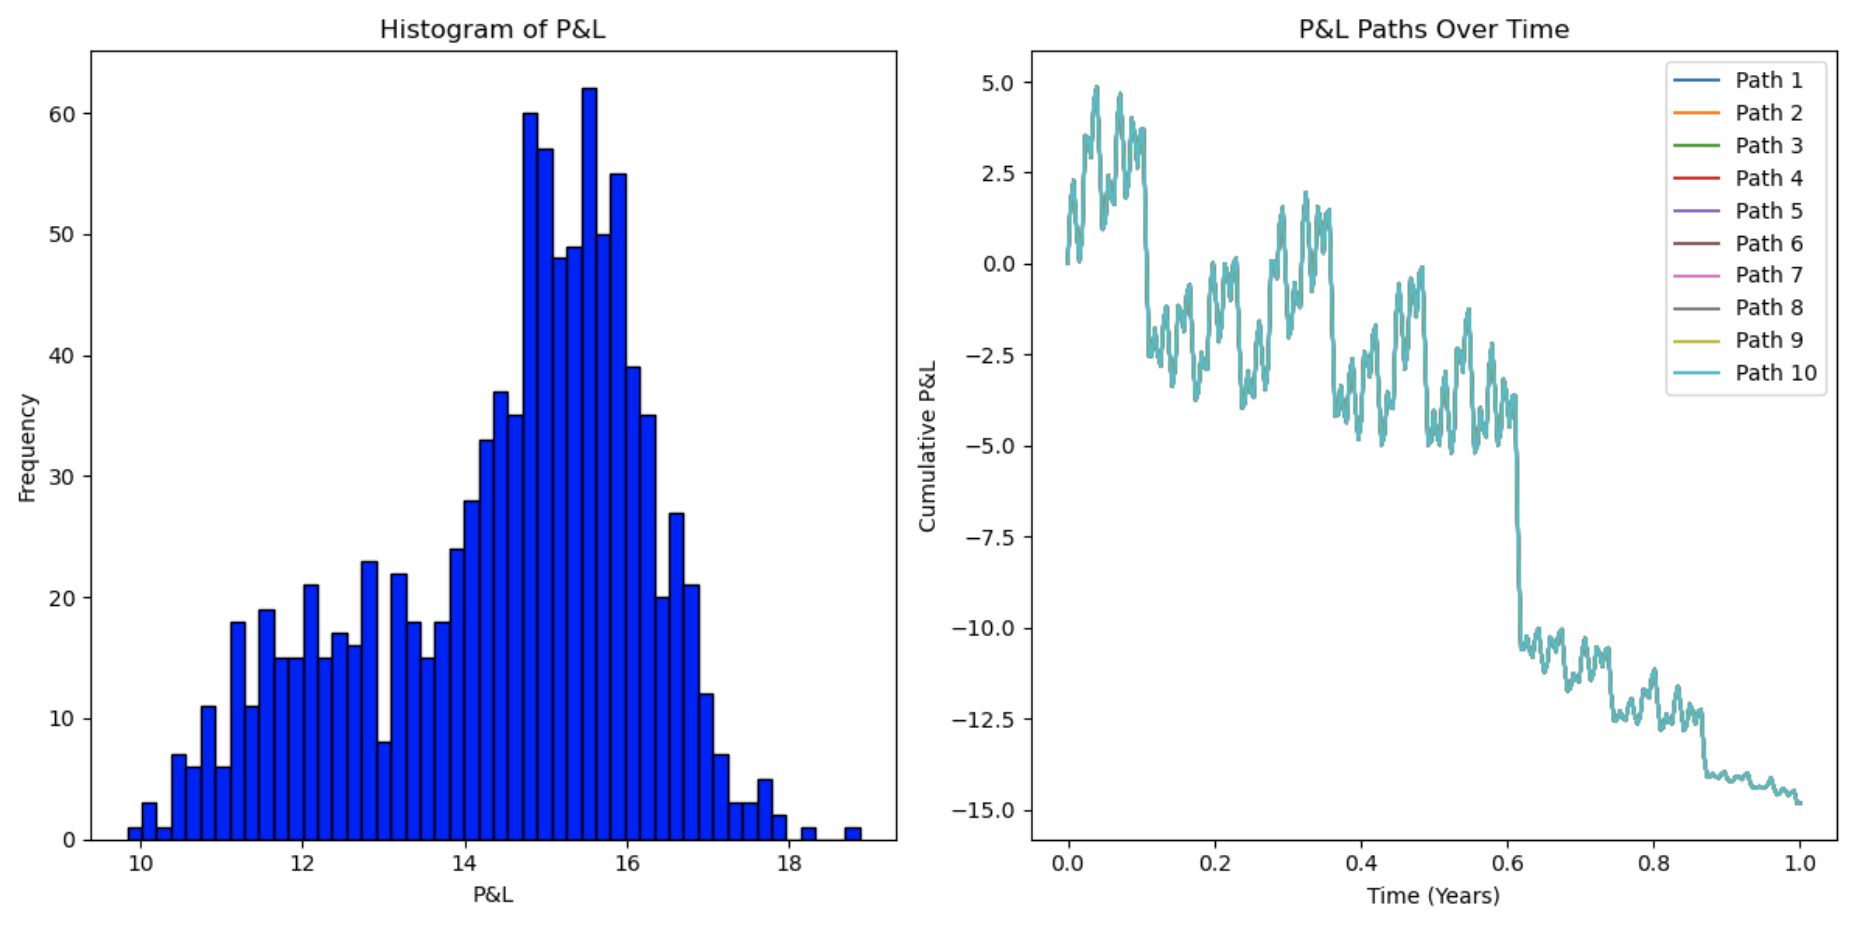 Histogram of P&L
Frequency
60
50
40
30
20
10
0
10 12 14 16 18
P&L
P&L Paths Over Time
Cumulative P&L
5.0
2.5
0.0
−2.5
−5.0
−7.5
−10.0
−12.5
−15.0
0.0 0.2 0.4 0.6 0.8 1.0
Time (Years)
Path 1
Path 2
Path 3
Path 4
Path 5
Path 6
Path 7
Path 8
Path 9
Path 10